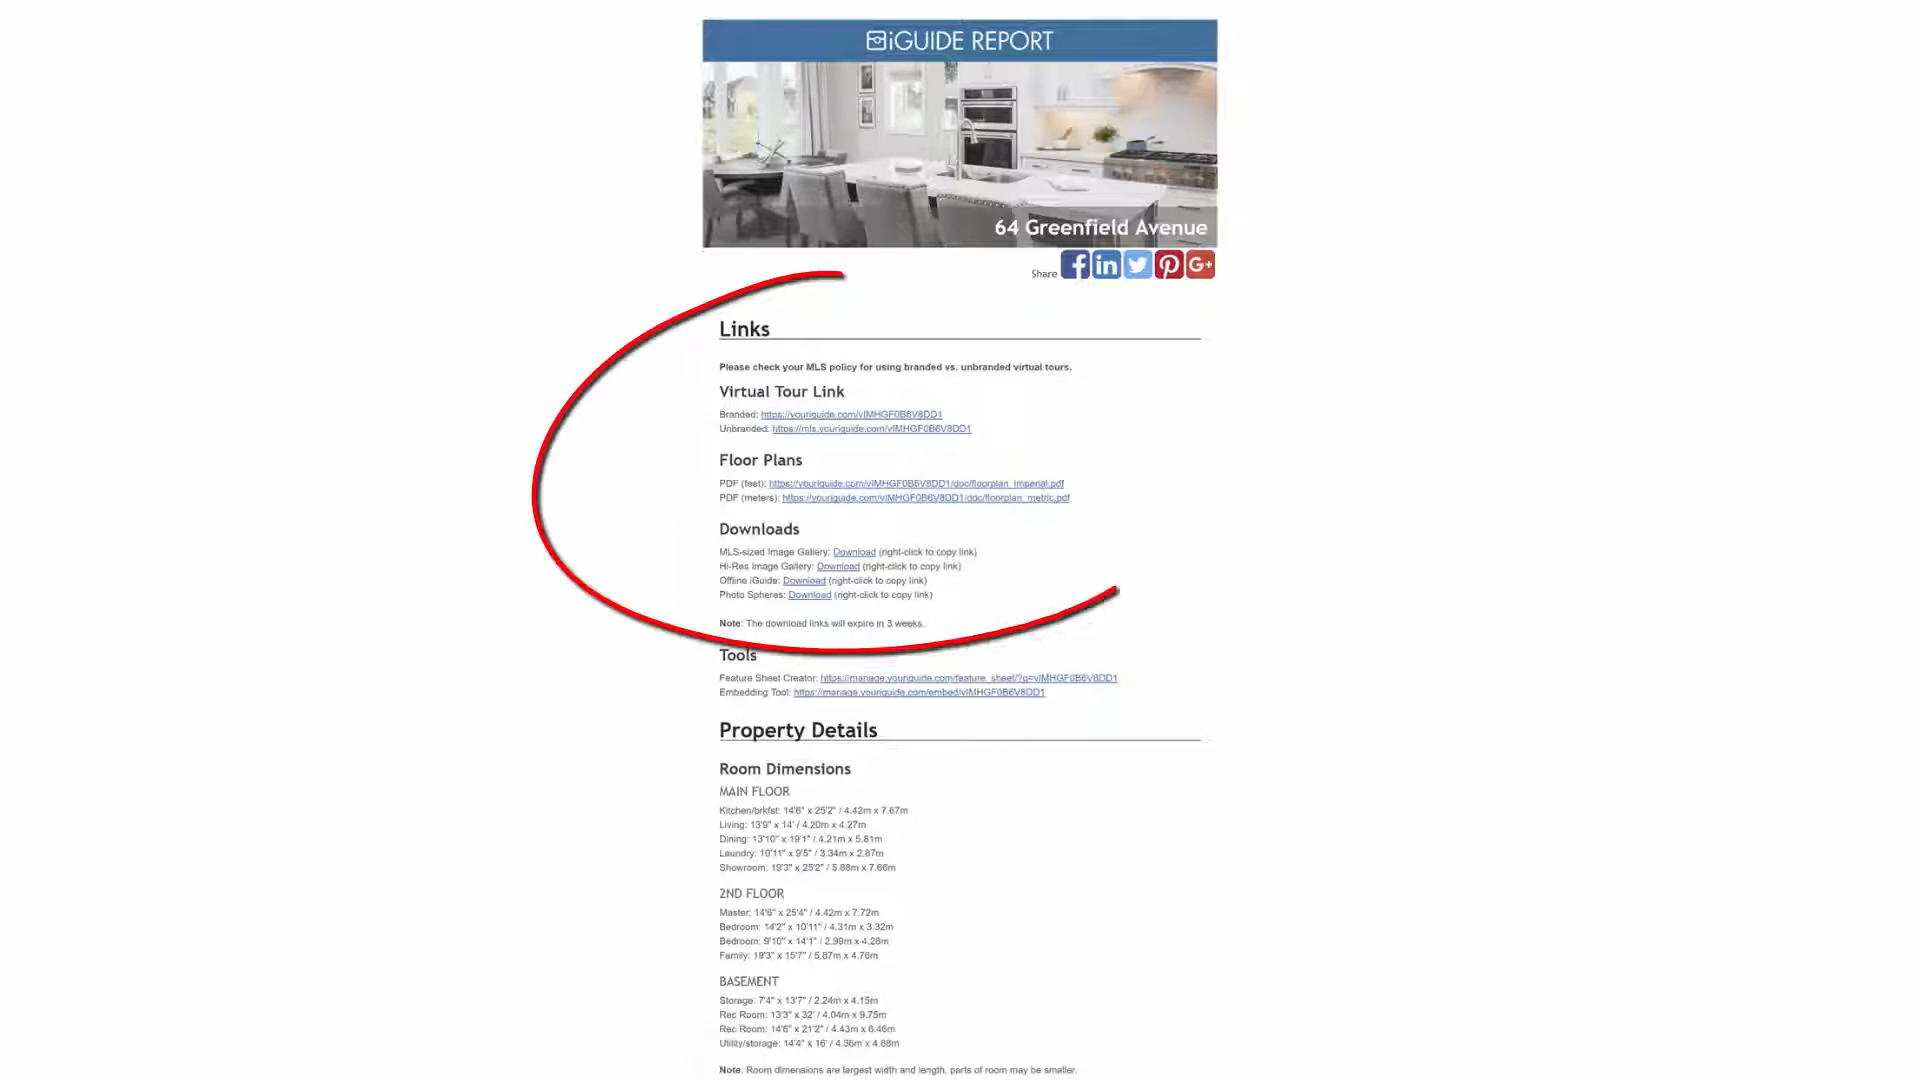 iGUIDE REPORT
64 Greenfield Avenue
Share
Links
Please check your MLS policy for using branded vs. unbranded virtual tours.
Virtual Tour Link
Branded: https://youriguide.com/vIMHGF0B6V8DD1
Unbranded: https://mls.youriguide.com/vIMHGF0B6V8DD1
Floor Plans
PDF (feet): https://youriguide.com/vIMHGF0B6V8DD1/doc/floorplan_imperial.pdf
PDF (meters): https://youriguide.com/vIMHGF0B6V8DD1/doc/floorplan_metric.pdf
Downloads
MLS-sized Image Gallery: Download (right-click to copy link)
Hi-Res Image Gallery: Download (right-click to copy link)
Offline iGuide: Download (right-click to copy link)
Photo Spheres: Download (right-click to copy link)
Note: The download links will expire in 3 weeks.
Tools
Feature Sheet Creator: https://manage.youriguide.com/feature_sheet/?q=vIMHGF0B6V8DD1
Embedding Tool: https://manage.youriguide.com/embed/vIMHGF0B6V8DD1
Property Details
Room Dimensions
MAIN FLOOR
Kitchen/brkfst: 14'6" x 25'2" / 4.42m x 7.67m
Living: 13'9" x 14' / 4.20m x 4.27m
Dining: 13'10" x 19'1" / 4.21m x 5.81m
Laundry: 10'11" x 9'5" / 3.34m x 2.87m
Showroom: 19'3" x 25'2" / 5.88m x 7.66m
2ND FLOOR
Master: 14'6" x 25'4" / 4.42m x 7.72m
Bedroom: 14'2" x 10'11" / 4.31m x 3.32m
Bedroom: 9'10" x 14'1" / 2.99m x 4.28m
Family: 19'3" x 15'7" / 5.87m x 4.76m
BASEMENT
Storage: 7'4" x 13'7" / 2.24m x 4.15m
Rec Room: 13'3" x 32' / 4.04m x 9.75m
Rec Room: 14'6" x 21'2" / 4.43m x 6.46m
Utility/storage: 14'4" x 16' / 4.36m x 4.88m
Note: Room dimensions are largest width and length, parts of room may be smaller.